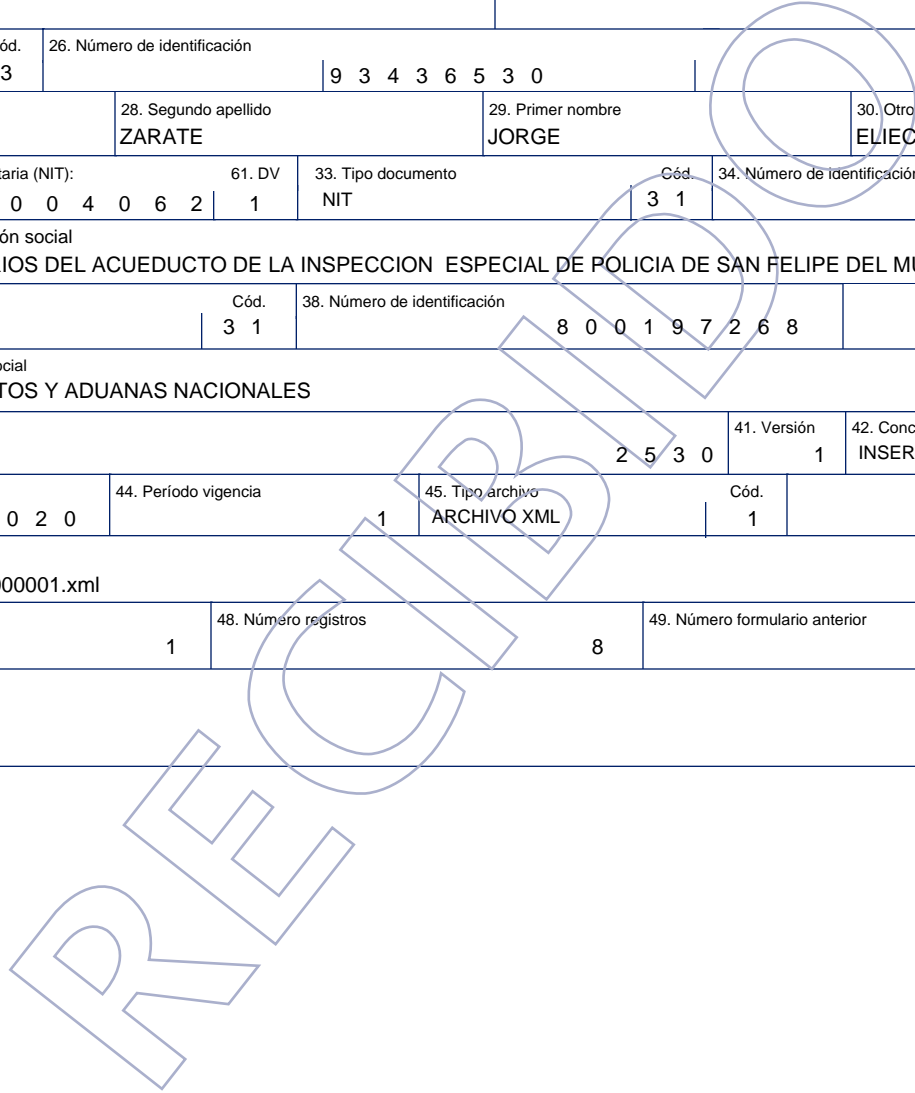 ód. 26. Número de identificación
3 9 3 4 3 6 5 3 0
28. Segundo apellido 29. Primer nombre 30. Otro
ZARATE JORGE ELIEC
taria (NIT): 61. DV 33. Tipo documento Cód. 34. Número de identificación
0 0 4 0 6 2 1 NIT 3 1
ón social
IOS DEL ACUEDUCTO DE LA INSPECCION ESPECIAL DE POLICIA DE SAN FELIPE DEL MU
Cód. 38. Número de identificación
3 1 8 0 0 1 9 7 2 6 8
ocial
TOS Y ADUANAS NACIONALES
41. Versión 42. Conc
2 5 3 0 1 INSER
44. Período vigencia 45. Tipo archivo Cód.
0 2 0 1 ARCHIVO XML 1
000001.xml
48. Número registros 49. Número formulario anterior
1 8
RECIBIDO